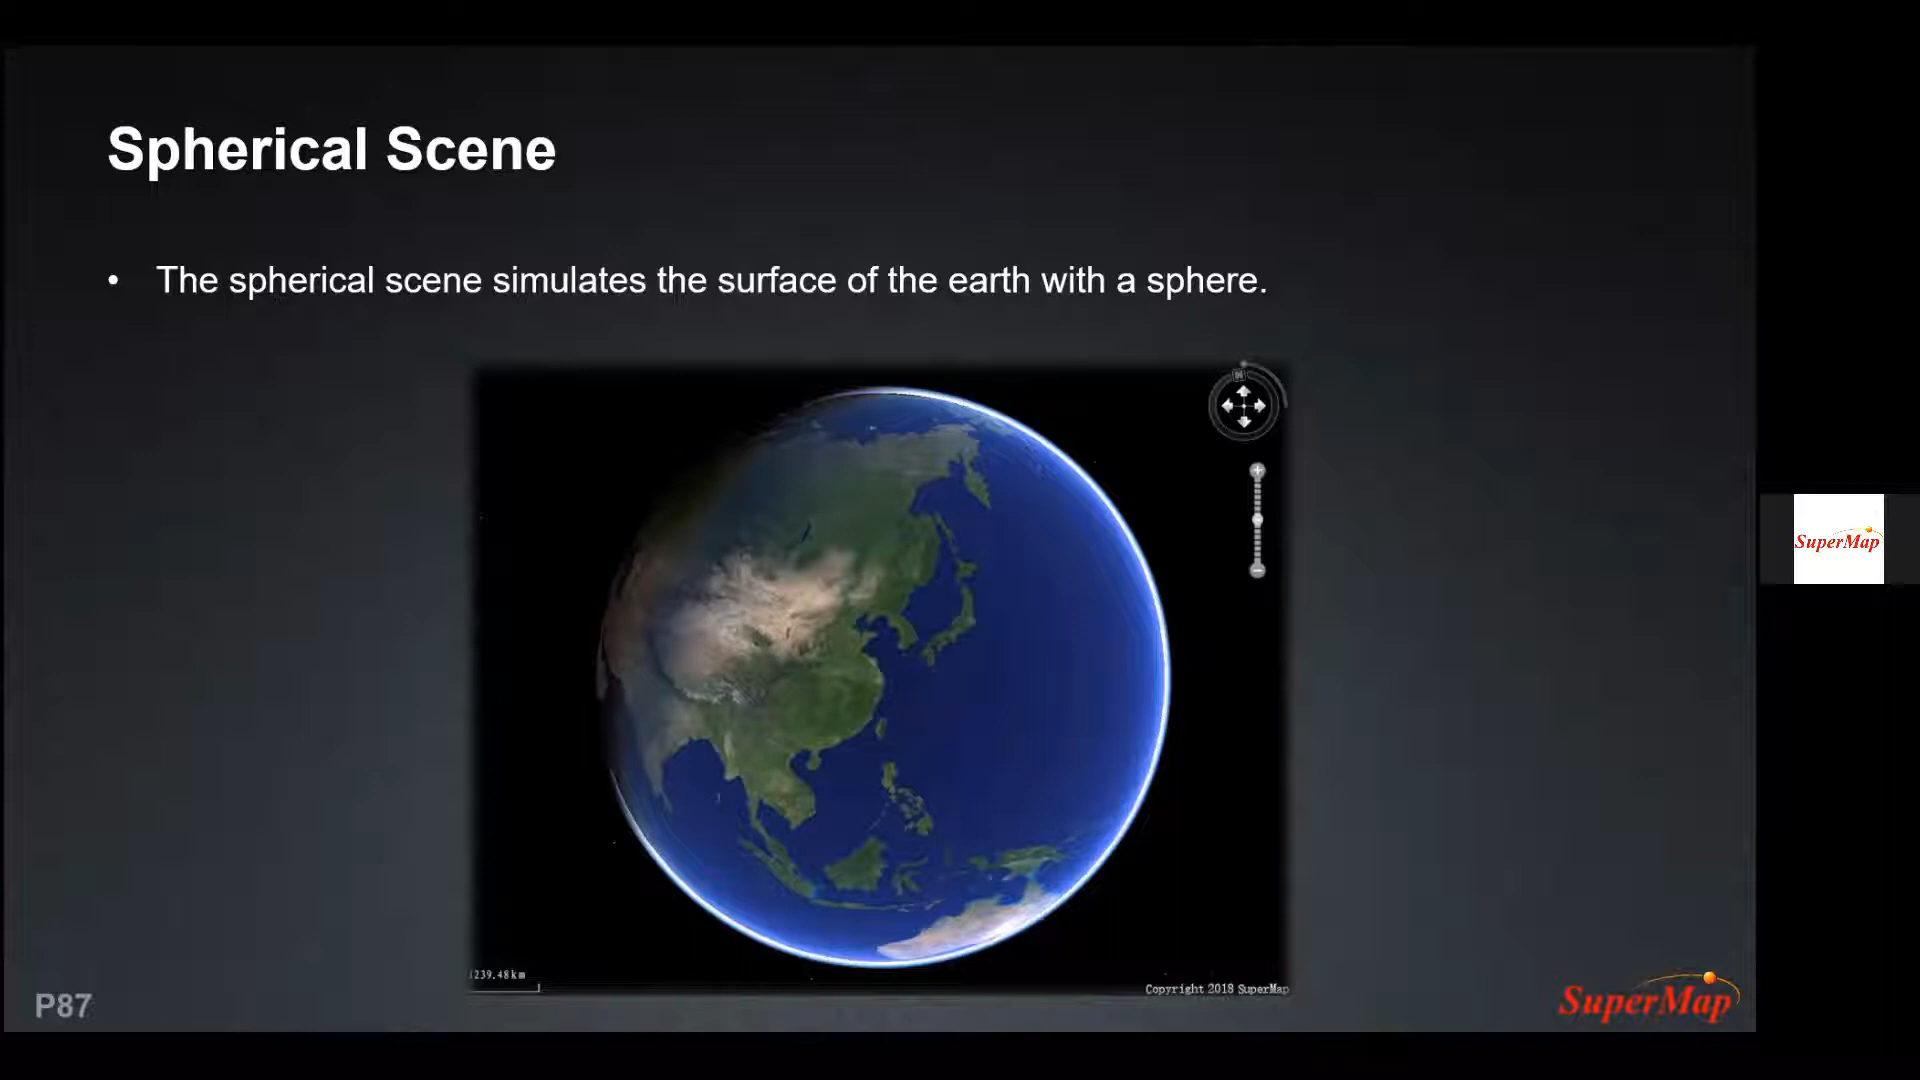 Spherical Scene
• The spherical scene simulates the surface of the earth with a sphere.
N
SuperMap
239.48km
Copyright 2018 SuperMap
P87
SuperMap